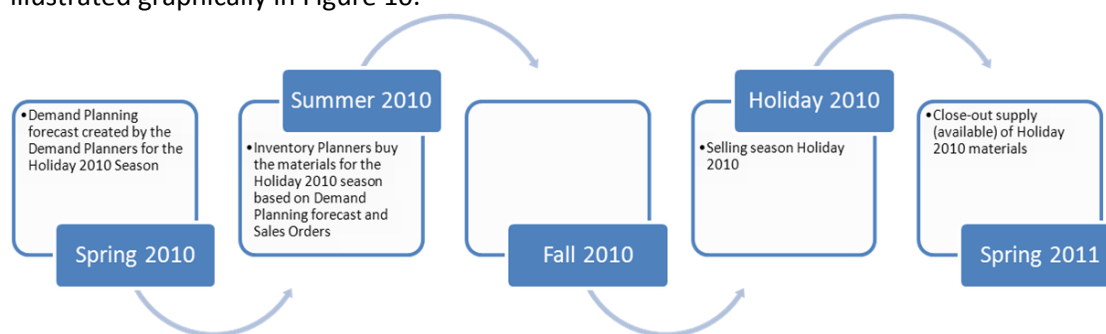 illustrated graphically in Figure 10.
•Demand Planning
forecast created by the
Demand Planners for the
Holiday 2010 Season
Spring 2010
Summer 2010
•Inventory Planners buy
the materials for the
Holiday 2010 season
based on Demand
Planning forecast and
Sales Orders
Fall 2010
Holiday 2010
•Selling season Holiday
2010
•Close-out supply
(available) of Holiday
2010 materials
Spring 2011